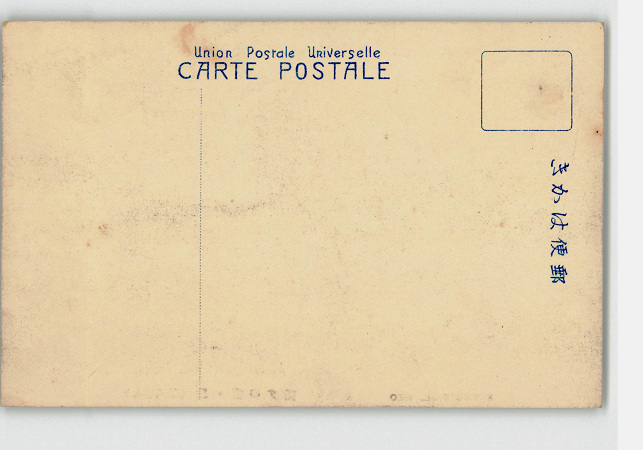 Union Postale Universelle
CARTE POSTALE
きかは便郵